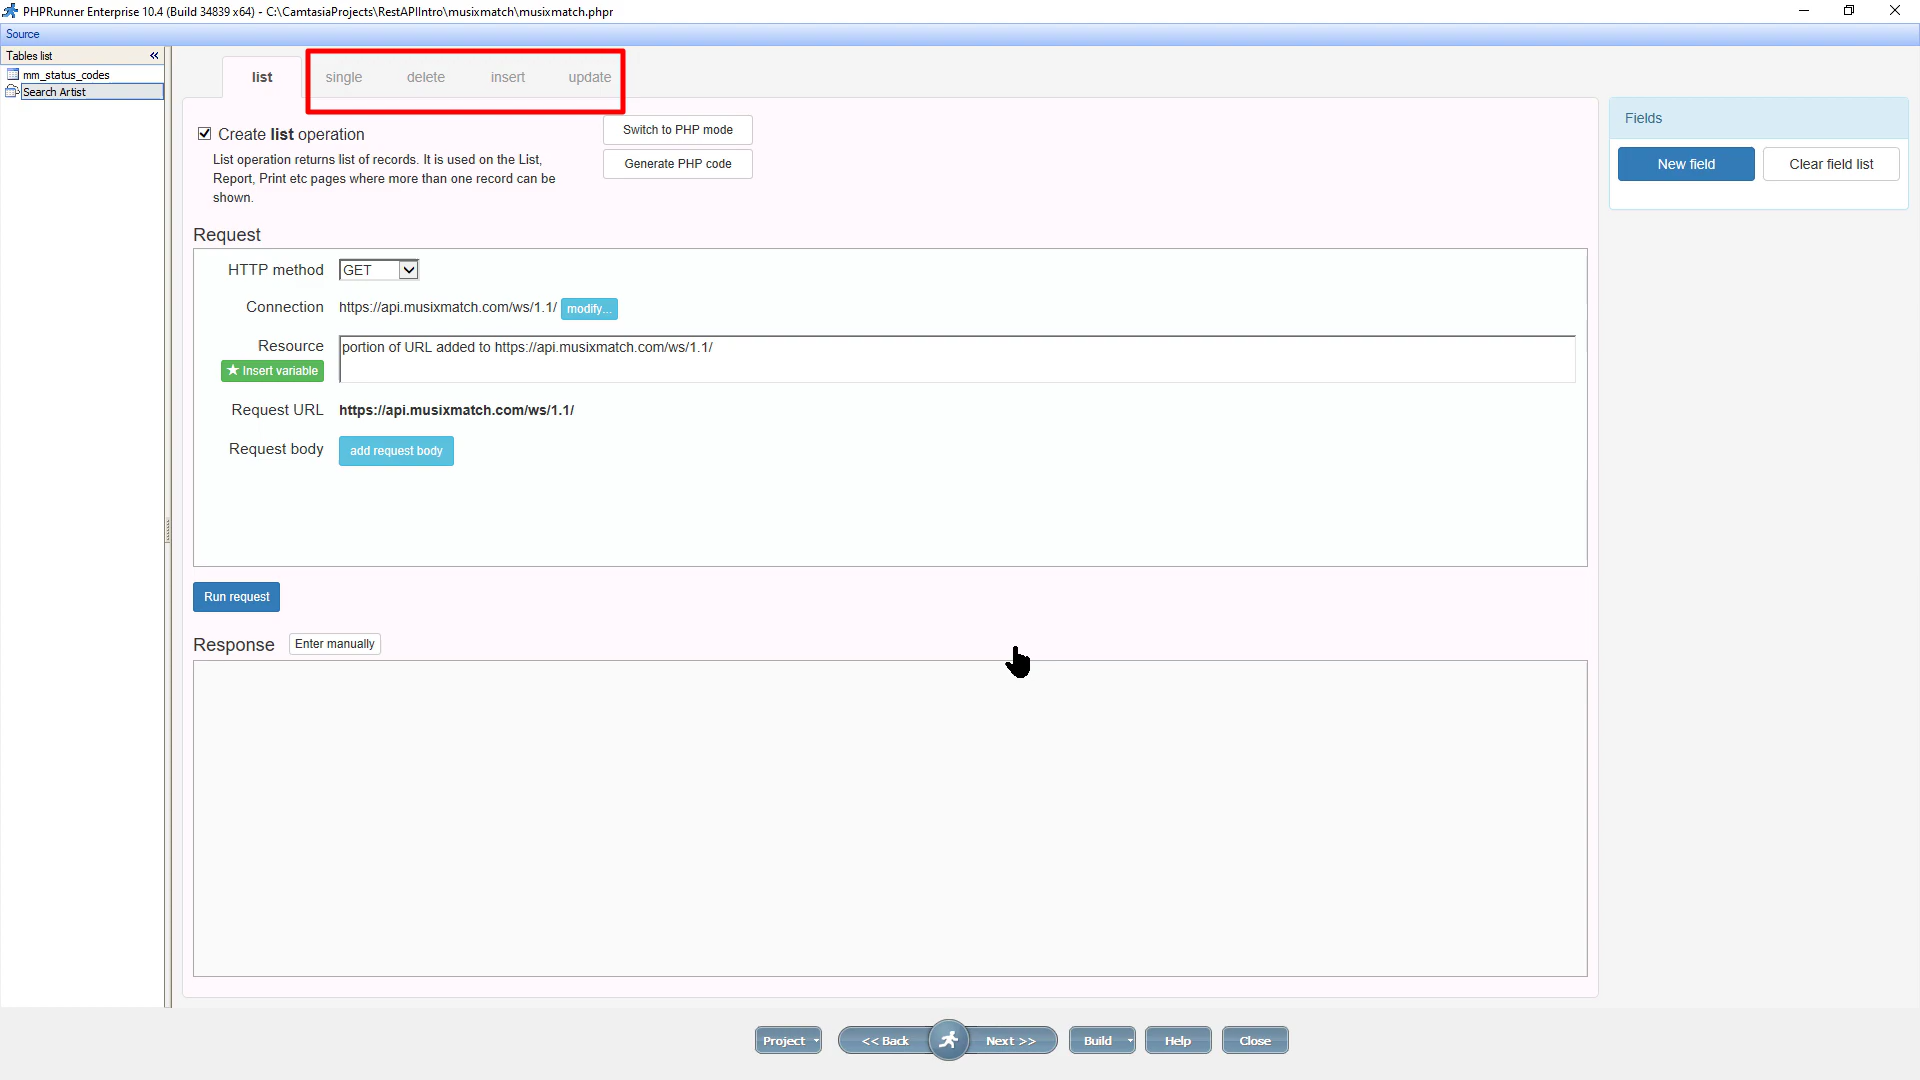 PHPRunner Enterprise 10.4 (Build 34839 x64) - C:\CamtasiaProjects\RestAPIIntro\musixmatch\musixmatch.phpr
Source
Tables list
mm_status_codes
Search Artist
list single delete insert update
Create list operation
List operation returns list of records. It is used on the List,
Report, Print etc pages where more than one record can be
shown.
Switch to PHP mode
Generate PHP code
Request
HTTP method GET
Connection https://api.musixmatch.com/ws/1.1/ modify...
Resource portion of URL added to https://api.musixmatch.com/ws/1.1/
Insert variable
Request URL https://api.musixmatch.com/ws/1.1/
Request body add request body
Run request
Response Enter manually
Fields
New field Clear field list
Project << Back Next >> Build Help Close